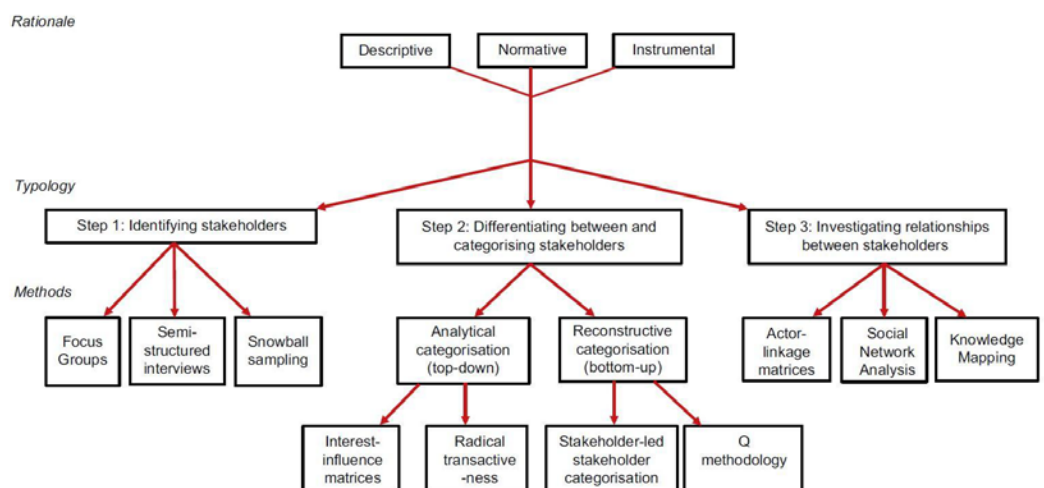 Rationale
Descriptive
Normative
Instrumental
Typology
Step 1: Identifying stakeholders
Step 2: Differentiating between and
categorising stakeholders
Step 3: Investigating relationships
between stakeholders
Methods
Focus
Groups
Semi-
structured
interviews
Snowball
sampling
Analytical
categorisation
(top-down)
Reconstructive
categorisation
(bottom-up)
Actor-
linkage
matrices
Social
Network
Analysis
Knowledge
Mapping
Interest-
influence
matrices
Radical
transactive
-ness
Stakeholder-led
stakeholder
categorisation
Q
methodology